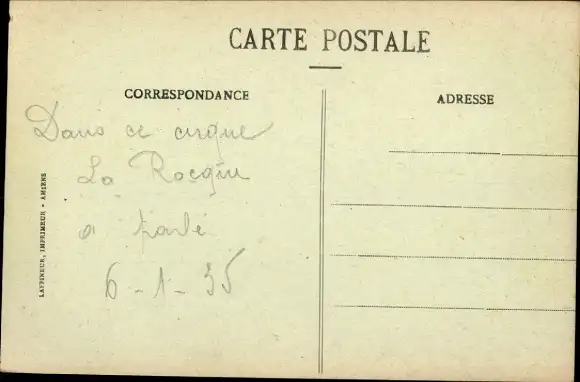 CARTE POSTALE
CORRESPONDANCE
ADRESSE
Dans ce cirque
La Rocque
a parlé
6-1-35
LAFFINEUR, IMPRIMEUR - AMIENS